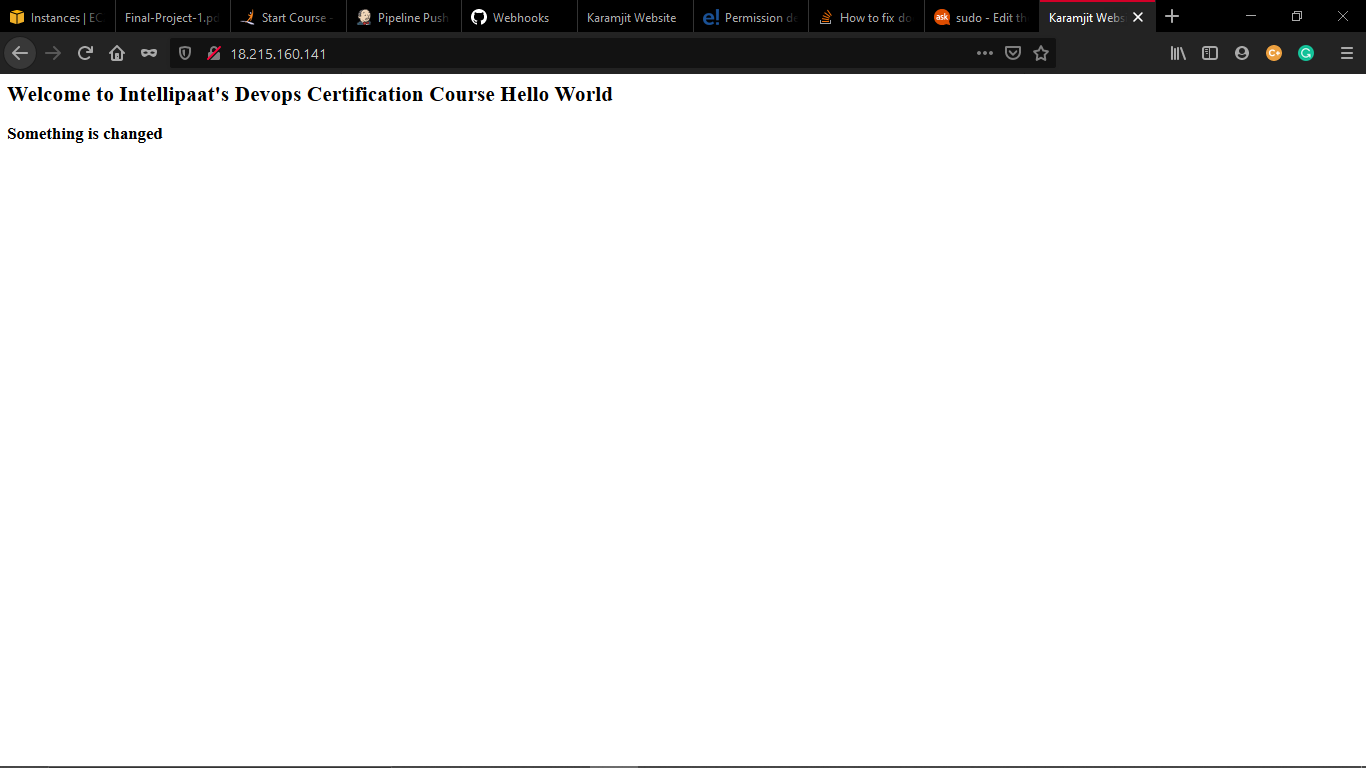 Instances | EC
Final-Project-1.pd
Start Course -
Pipeline Push
Webhooks
Karamjit Website
Permission de
How to fix do
ask
sudo - Edit th
Karamjit Webs
18.215.160.141
Welcome to Intellipaat's Devops Certification Course Hello World
Something is changed